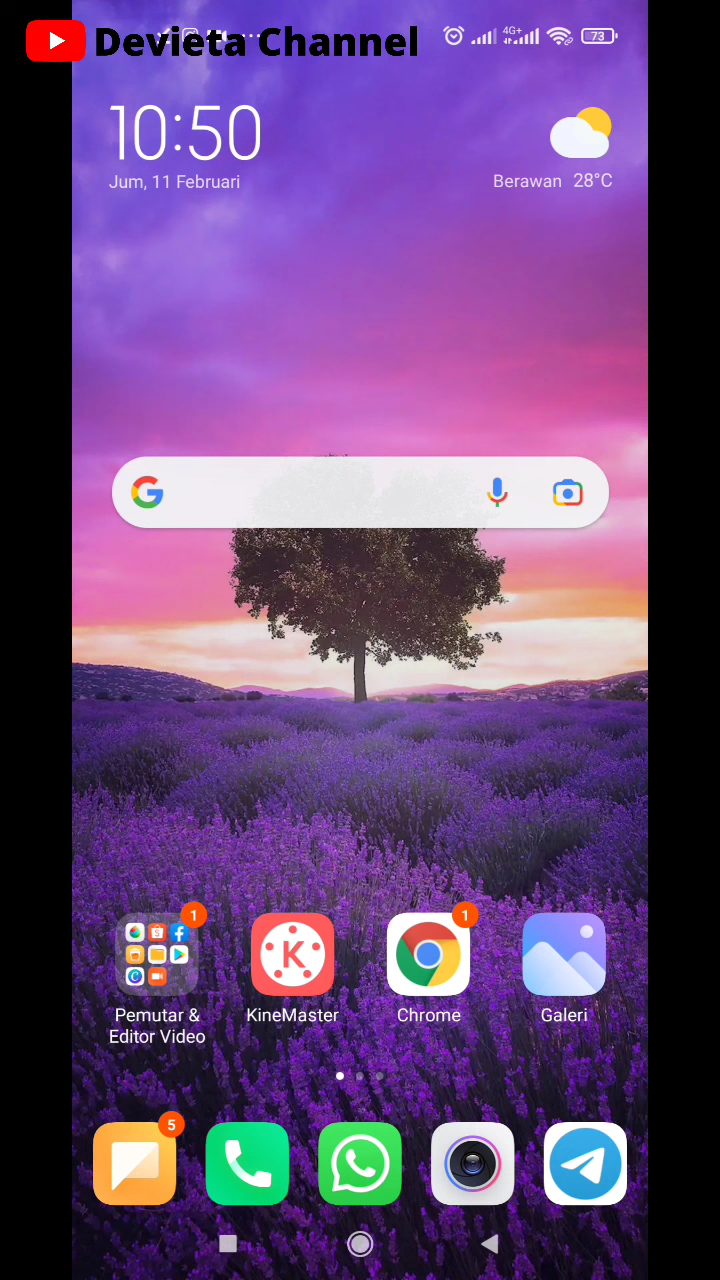 Devieta Channel
4G+
73
10:50
Jum, 11 Februari
Berawan 28°C
1
1
Pemutar &
Editor Video
KineMaster
Chrome
Galeri
5